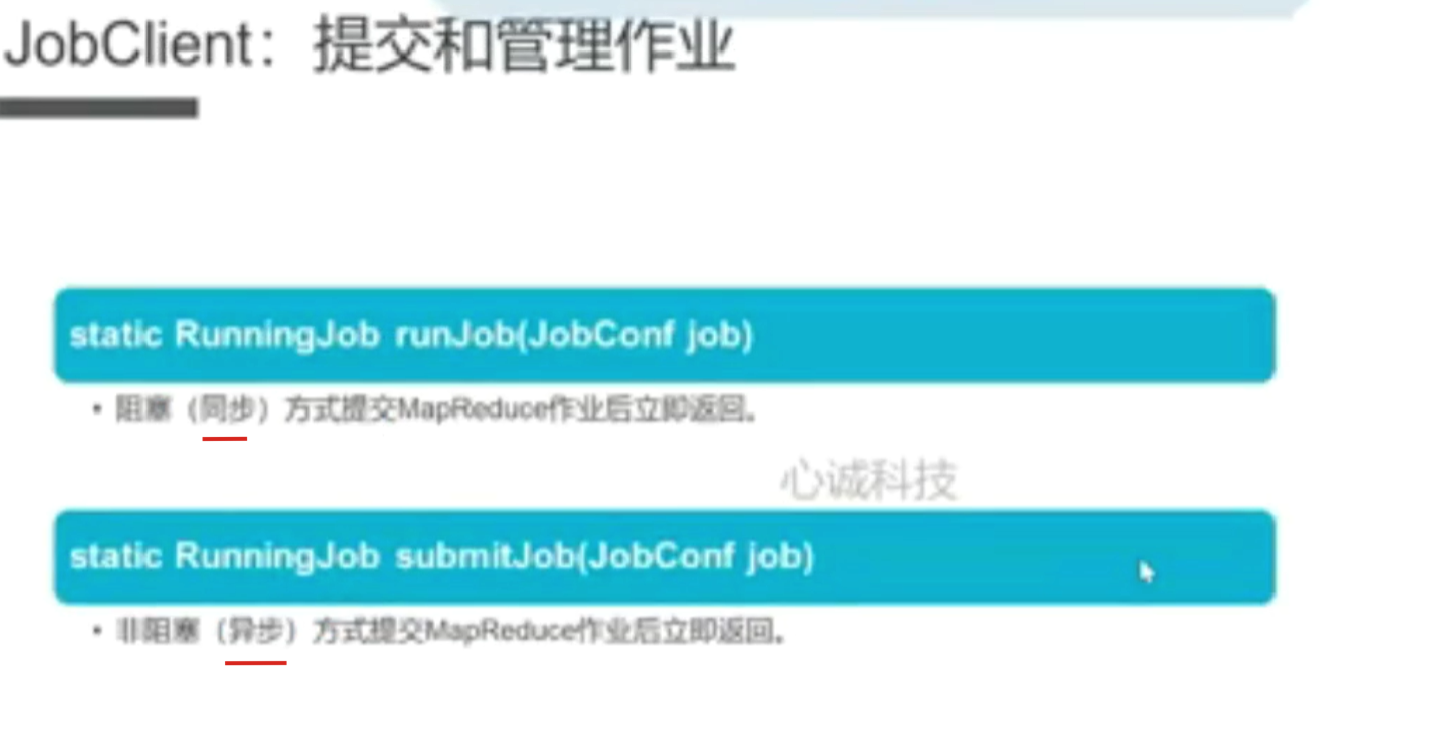 JobClient：提交和管理作业
static RunningJob runJob(JobConf job)
• 阻塞（同步）方式提交MapReduce作业后立即返回。
心诚科技
static RunningJob submitJob(JobConf job)
• 非阻塞（异步）方式提交MapReduce作业后立即返回。